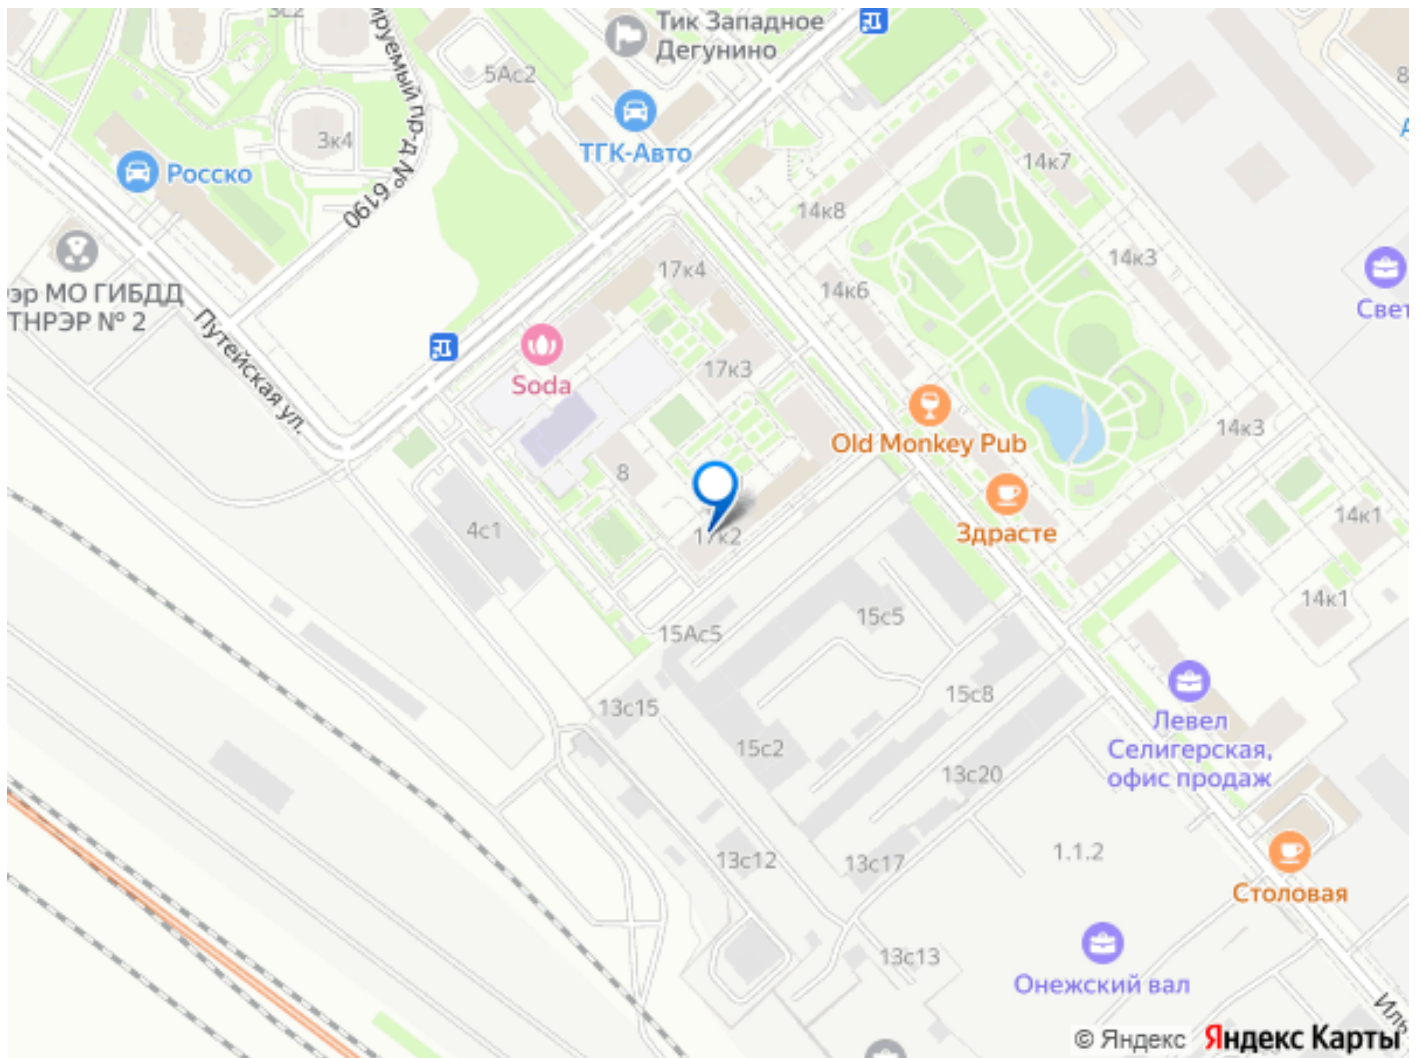 Тик Западное
Дегунино
5Ас2
ируемый пр-д № 6190
3к4
ТГК-Авто
Росско
14к7
14к8
эр МО ГИБДД
ТНРЭР № 2
17к4
14к6
14к3
Свет
Путейская ул.
Soda
17к3
Old Monkey Pub
14к3
8
4с1
17к2
Здрасте
14к1
14к1
15с5
15Ас5
13с15
15с8
15с2
Левел
Селигерская,
офис продаж
13с20
13с12
13с17
1.1.2
Столовая
13с13
Онежский вал
Иль
© Яндекс Яндекс Карты